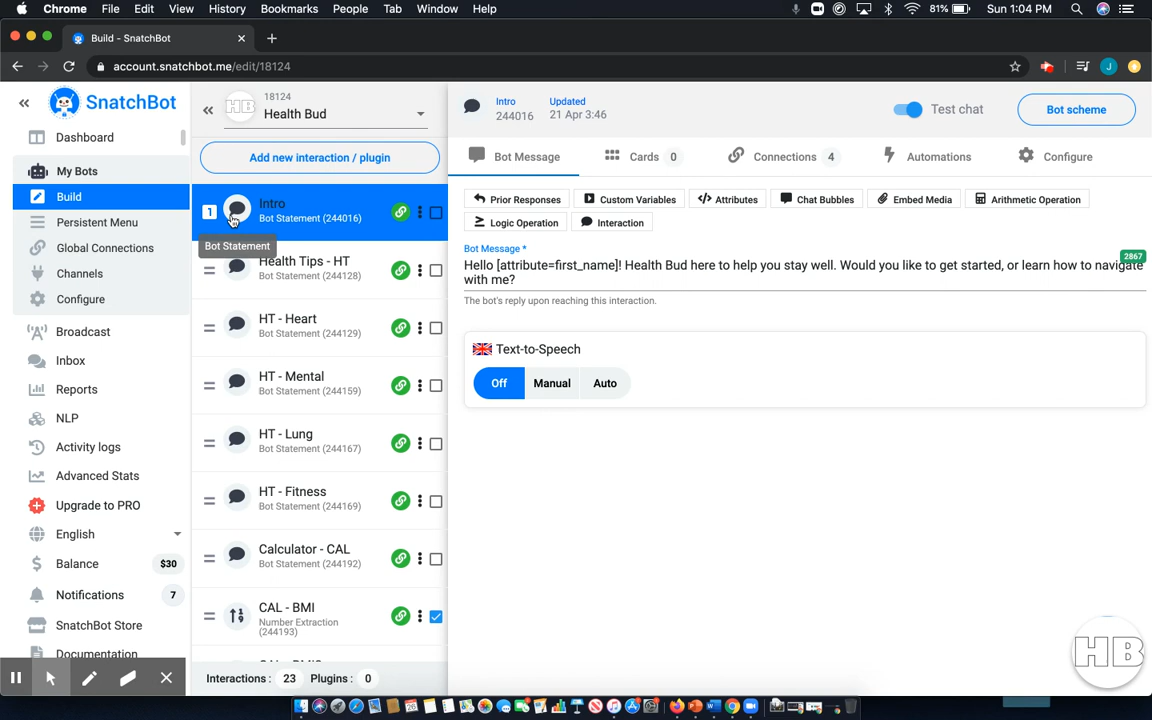 Chrome File Edit View History Bookmarks People Tab Window Help 81% Sun 1:04 PM
Build - SnatchBot
account.snatchbot.me/edit/18124 J
SnatchBot
Dashboard
My Bots
Build
Persistent Menu
Global Connections
Channels
Configure
Broadcast
Inbox
Reports
NLP
Activity logs
Advanced Stats
Upgrade to PRO
English
Balance $30
Notifications 7
SnatchBot Store
Documentation
HB 18124
Health Bud
Add new interaction / plugin
1 Intro
Bot Statement (244016)
Bot Statement
Health Tips - HT
Bot Statement (244128)
HT - Heart
Bot Statement (244129)
HT - Mental
Bot Statement (244159)
HT - Lung
Bot Statement (244167)
HT - Fitness
Bot Statement (244169)
Calculator - CAL
Bot Statement (244192)
CAL - BMI
Number Extraction
(244193)
Interactions : 23 Plugins : 0
Intro Updated
244016 21 Apr 3:46
Test chat Bot scheme
Bot Message Cards 0 Connections 4 Automations Configure
Prior Responses Custom Variables Attributes Chat Bubbles Embed Media Arithmetic Operation
Logic Operation Interaction
Bot Message *
2867
Hello [attribute=first_name]! Health Bud here to help you stay well. Would you like to get started, or learn how to navigate
with me?
The bot's reply upon reaching this interaction.
Text-to-Speech
Off Manual Auto
HB